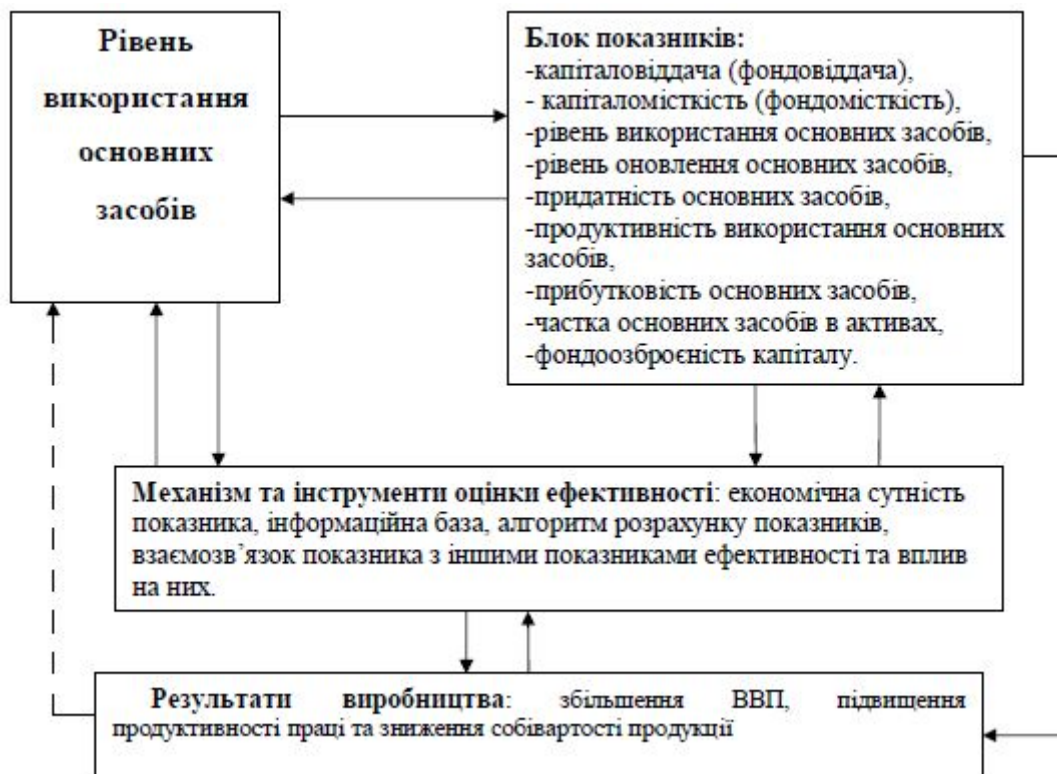 Рівень
використання
основних
засобів
Блок показників:
-капіталовіддача (фондовіддача),
- капіталомісткість (фондомісткість),
-рівень використання основних засобів,
-рівень оновлення основних засобів,
-придатність основних засобів,
-продуктивність використання основних
засобів,
-прибутковість основних засобів,
-частка основних засобів в активах,
-фондоозброєність капіталу.
Механізм та інструменти оцінки ефективності: економічна сутність
показника, інформаційна база, алгоритм розрахунку показників,
взаємозв’язок показника з іншими показниками ефективності та вплив
на них.
Результати виробництва: збільшення ВВП, підвищення
продуктивності праці та зниження собівартості продукції